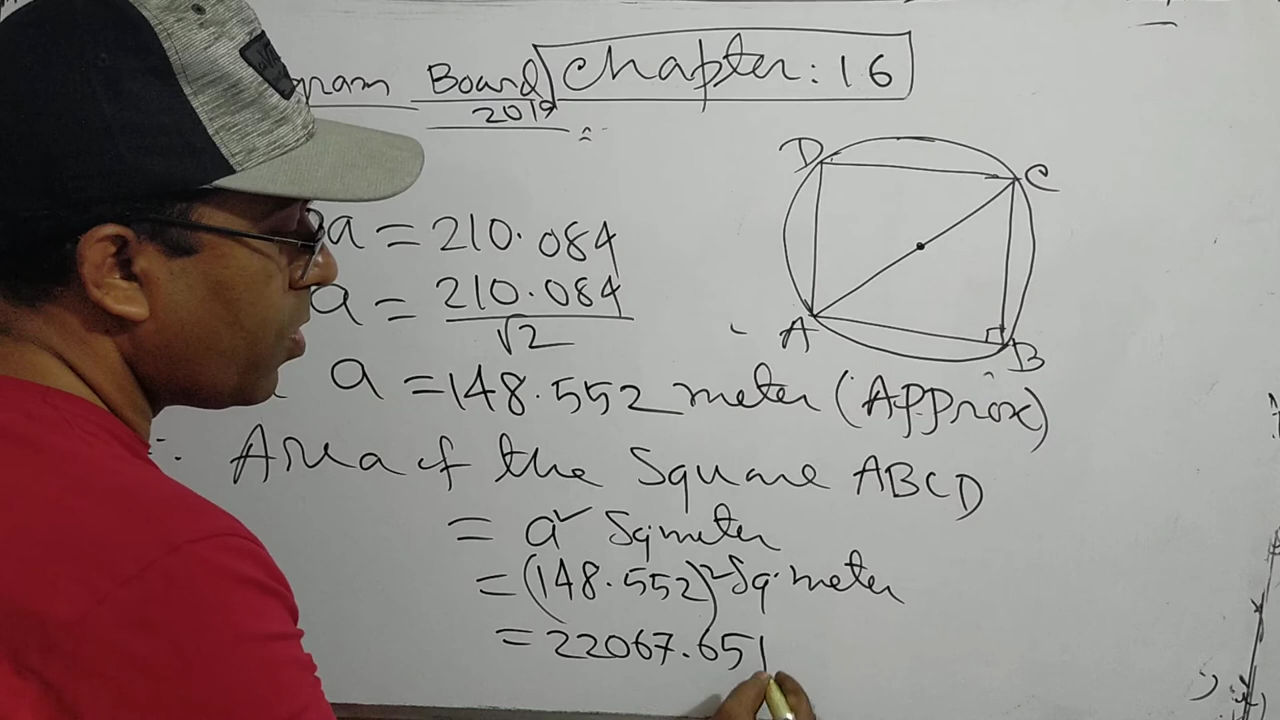 gram Board Chapter: 16
2019
D
C
A
B
a = 210.084
a = 210.084
√2
a = 148.552 meter (Approx)
∴ Area of the Square ABCD
= a² Sq meter
= (148.552)² Sq. meter
= 22067.651